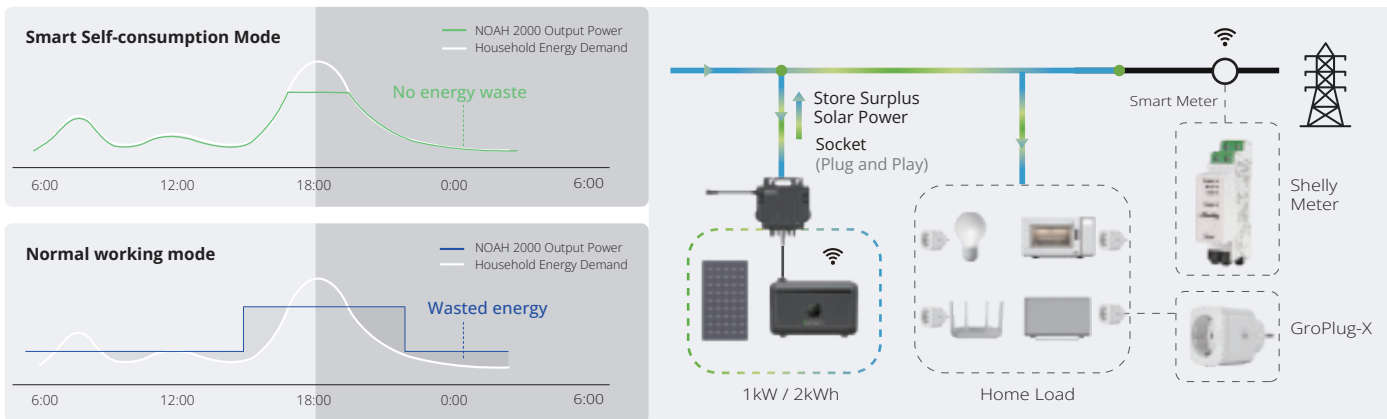 Smart Self-consumption Mode
NOAH 2000 Output Power
Household Energy Demand
No energy waste
6:00
12:00
18:00
0:00
6:00
Normal working mode
NOAH 2000 Output Power
Household Energy Demand
Wasted energy
6:00
12:00
18:00
0:00
6:00
Store Surplus
Solar Power
Socket
(Plug and Play)
Smart Meter
Shelly
Meter
GroPlug-X
1kW / 2kWh
Home Load